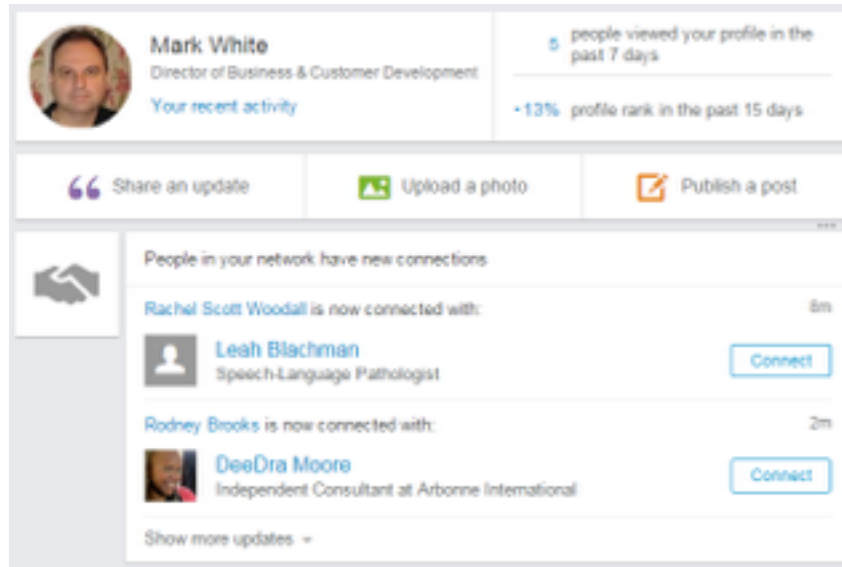 Mark White
Director of Business & Customer Development
Your recent activity
5 people viewed your profile in the
past 7 days
13% profile rank in the past 15 days
Share an update
Upload a photo
Publish a post
People in your network have new connections
Rachel Scott Woodall is now connected with: 8m
Leah Blachman
Speech-Language Pathologist
Connect
Rodney Brooks is now connected with: 2m
DeeDra Moore
Independent Consultant at Arbonne International
Connect
Show more updates